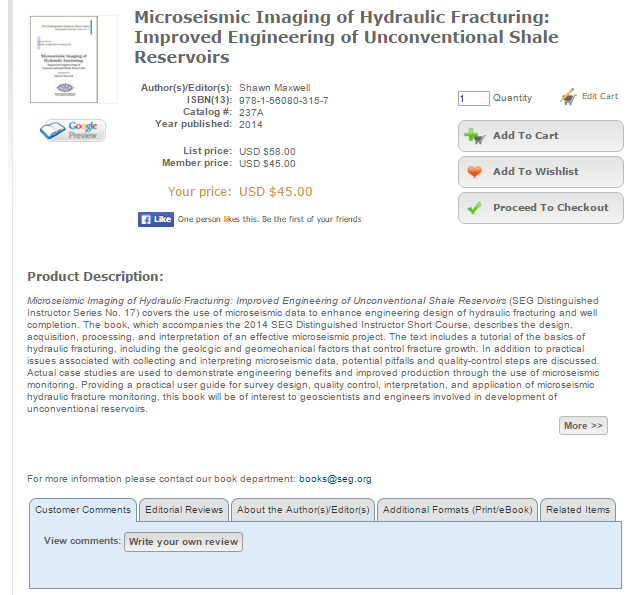 Microseismic Imaging of Hydraulic Fracturing:
Improved Engineering of Unconventional Shale
Reservoirs
Microseismic Imaging of
Hydraulic Fracturing:
Google
Preview
Author(s)/Editor(s): Shawn Maxwell
ISBN(13): 978-1-56080-315-7
Catalog #: 237A
Year published: 2014
List price: USD $58.00
Member price: USD $45.00
Your price: USD $45.00
Like One person likes this. Be the first of your friends
1 Quantity Edit Cart
Add To Cart
Add To Wishlist
Proceed To Checkout
Product Description:
Microseismic Imaging of Hydraulic Fracturing: Improved Engineering of Unconventional Shale Reservoirs (SEG Distinguished
Instructor Series No. 17) covers the use of microseismic data to enhance engineering design of hydraulic fracturing and well
completion. The book, which accompanies the 2014 SEG Distinguished Instructor Short Course, describes the design,
acquisition, processing, and interpretation of an effective microseismic project. The text includes a tutorial of the basics of
hydraulic fracturing, including the geolcgic and geomechanical factors that control fracture growth. In addition to practical
issues associated with collecting and interpreting microseismic data, potential pitfalls and quality-control steps are discussed.
Actual case studies are used to demonstrate engineering benefits and improved production through the use of microseismic
monitoring. Providing a practical user guide for survey design, quality control, interpretation, and application of microseismic
hydraulic fracture monitoring, this book will be of interest to geoscientists and engineers involved in development of
unconventional reservoirs.
More >>
For more information please contact our book department: books@seg.org
Customer Comments Editorial Reviews About the Author(s)/Editor(s) Additional Formats (Print/eBook) Related Items
View comments: Write your own review